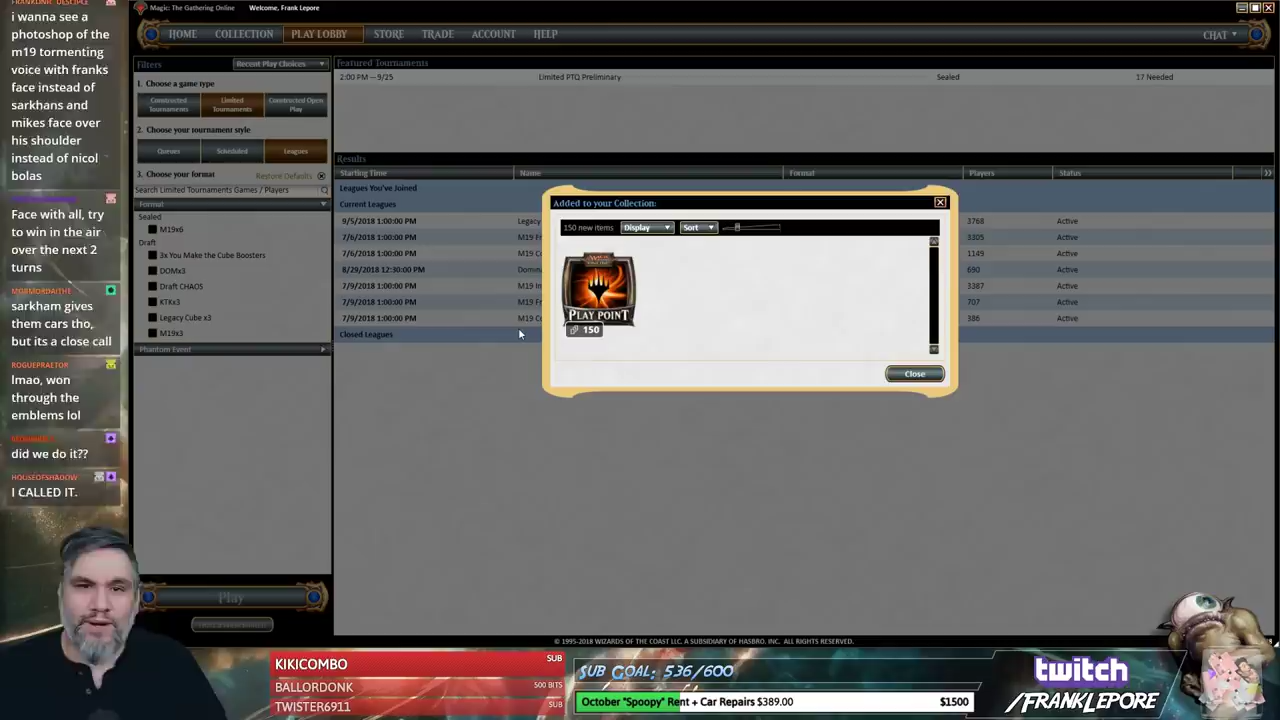 FRANKLINIC_DESCIPLE
i wanna see a
photoshop of the
m19 tormenting
voice with franks
face instead of
sarkhans and
mikes face over
his shoulder
instead of nicol
bolas
Face with all, try
to win in air
over the next 2
turns
MOBMORDAITHE
sarkham gives
them cars tho,
but its a close call
ROGUEPRAETOR
lmao, won
through the
emblems lol
did we do it??
HOUSEOFSHADOW
I CALLED IT.
Magic: The Gathering Online
Welcome, Frank Lepore
HOME
COLLECTION
PLAY LOBBY
STORE
TRADE
ACCOUNT
HELP
CHAT
Filters
Recent Play Choices
1. Choose a game type
Constructed Tournaments
Limited Tournaments
Constructed Open Play
2. Choose your tournament style
Queues
Scheduled
Leagues
3. Choose your format
Restore Defaults
Search Limited Tournaments Games / Players
Format
Sealed
M19x6
Draft
3x You Make the Cube Boosters
DOMx3
Draft CHAOS
KTKx3
Legacy Cube x3
M19x3
Phantom Event
Play
Featured Tournaments
2:00 PM -- 9/25
Limited PTQ Preliminary
Sealed
17 Needed
Results
Starting Time
Name
Format
Players
Status
Leagues You've Joined
Current Leagues
9/5/2018 1:00:00 PM
Legacy
3768
Active
7/6/2018 1:00:00 PM
M19 Fr
3305
Active
7/6/2018 1:00:00 PM
M19 Co
1149
Active
8/29/2018 12:30:00 PM
Domina
690
Active
7/9/2018 1:00:00 PM
M19 In
3387
Active
7/9/2018 1:00:00 PM
M19 Fr
707
Active
7/9/2018 1:00:00 PM
M19 Co
386
Active
Closed Leagues
Added to your Collection:
150 new items
Display
Sort
PLAY POINT
150
Close
© 1995-2018 WIZARDS OF THE COAST LLC, A SUBSIDIARY OF HASBRO, INC. ALL RIGHTS RESERVED.
KIKICOMBO
SUB
BALLORDONK
500 BITS
TWISTER6911
SUB
SUB GOAL: 536/600
October "Spoopy" Rent + Car Repairs $389.00
$1500
twitch
/FRANKLEPORE